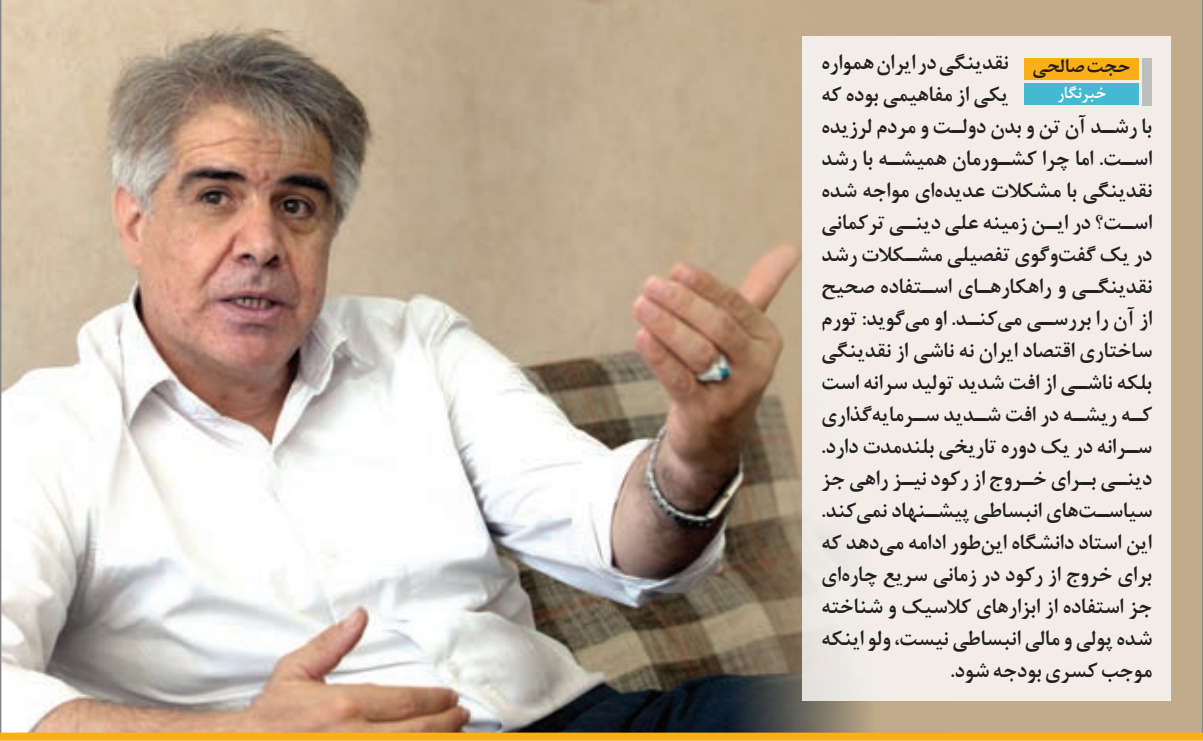 حجت صالحی
خبرنگار
نقدینگی در ایران همواره
یکی از مفاهیمی بوده که
با رشد آن تن و بدن دولت و مردم لرزیده
است. اما چرا کشورمان همیشه با رشد
نقدینگی با مشکلات عدیده‌ای مواجه شده
است؟ در این زمینه علی دینی ترکمانی
در یک گفت‌وگوی تفصیلی مشکلات رشد
نقدینگی و راهکارهای استفاده صحیح
از آن را بررسی می‌کند. او می‌گوید: تورم
ساختاری اقتصاد ایران نه ناشی از نقدینگی
بلکه ناشی از افت شدید تولید سرانه است
که ریشه در افت شدید سرمایه‌گذاری
سرانه در یک دوره تاریخی بلندمدت دارد.
دینی برای خروج از رکود نیز راهی جز
سیاست‌های انبساطی پیشنهاد نمی‌کند.
این استاد دانشگاه این‌طور ادامه می‌دهد که
برای خروج از رکود در زمانی سریع چاره‌ای
جز استفاده از ابزارهای کلاسیک و شناخته
شده پولی و مالی انبساطی نیست، ولو اینکه
موجب کسری بودجه شود.